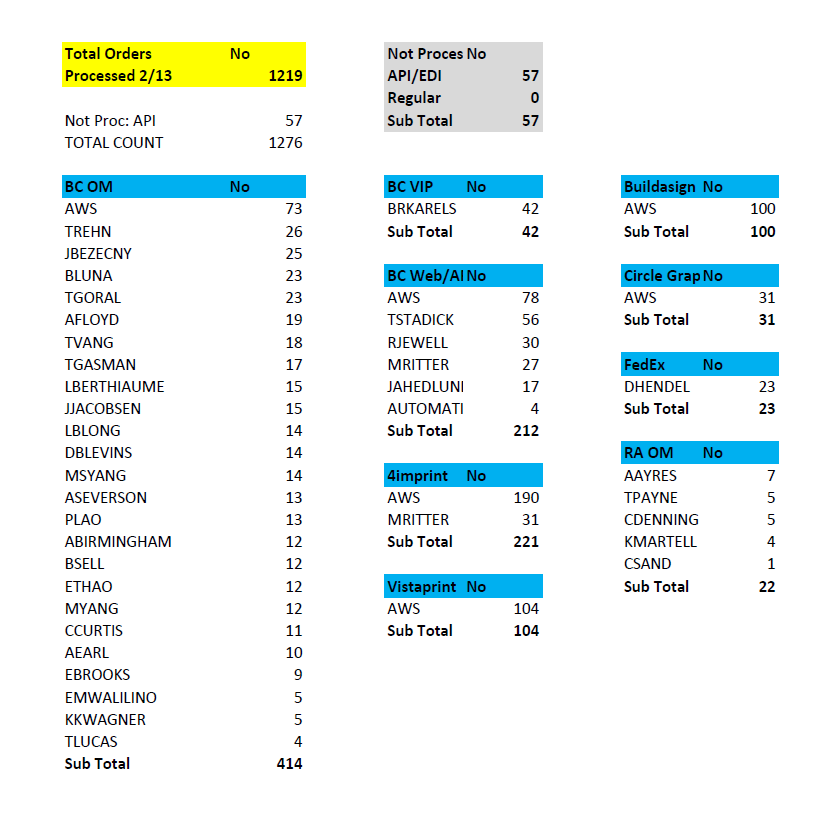 Total Orders No
Processed 2/13 1219
Not Proc: API 57
TOTAL COUNT 1276
Not Proces No
API/EDI 57
Regular 0
Sub Total 57
BC OM No
AWS 73
TREHN 26
JBEZECNY 25
BLUNA 23
TGORAL 23
AFLOYD 19
TVANG 18
TGASMAN 17
LBERTHIAUME 15
JJACOBSEN 15
LBLONG 14
DBLEVINS 14
MSYANG 14
ASEVERSON 13
PLAO 13
ABIRMINGHAM 12
BSELL 12
ETHAO 12
MYANG 12
CCURTIS 11
AEARL 10
EBROOKS 9
EMWALILINO 5
KKWAGNER 5
TLUCAS 4
Sub Total 414
BC VIP No
BRKARELS 42
Sub Total 42
BC Web/AI No
AWS 78
TSTADICK 56
RJEWELL 30
MRITTER 27
JAHEDLUNI 17
AUTOMATI 4
Sub Total 212
4imprint No
AWS 190
MRITTER 31
Sub Total 221
Vistaprint No
AWS 104
Sub Total 104
Buildasign No
AWS 100
Sub Total 100
Circle Grap No
AWS 31
Sub Total 31
FedEx No
DHENDEL 23
Sub Total 23
RA OM No
AAYRES 7
TPAYNE 5
CDENNING 5
KMARTELL 4
CSAND 1
Sub Total 22